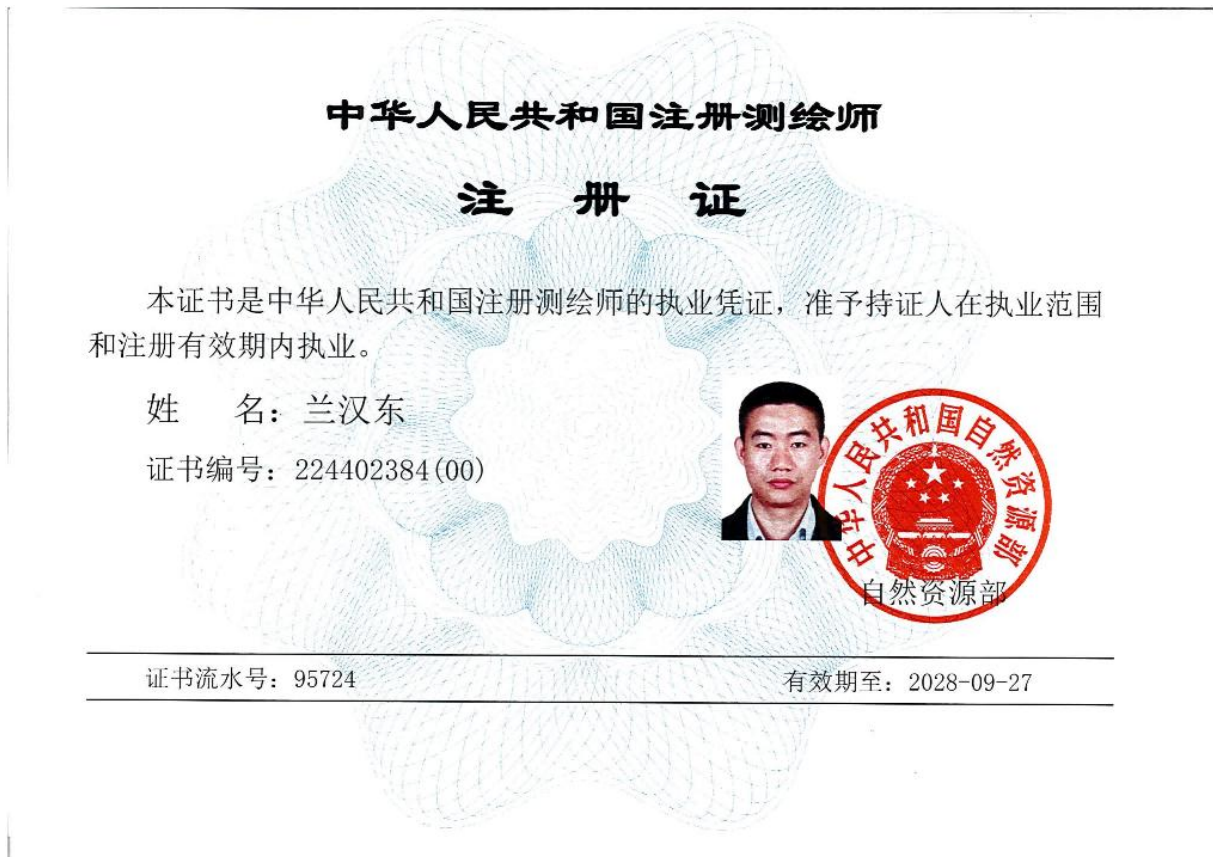 中华人民共和国注册测绘师
注 册 证
本证书是中华人民共和国注册测绘师的执业凭证，准予持证人在执业范围
和注册有效期内执业。
姓 名：兰汉东
证书编号：224402384(00)
中华人民共和国自然资源部
自然资源部
证书流水号：95724
有效期至：2028-09-27